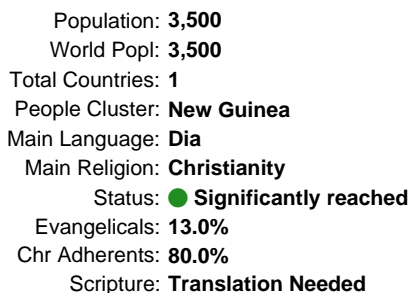 Population: 3,500
World Popl: 3,500
Total Countries: 1
People Cluster: New Guinea
Main Language: Dia
Main Religion: Christianity
Status: Significantly reached
Evangelicals: 13.0%
Chr Adherents: 80.0%
Scripture: Translation Needed